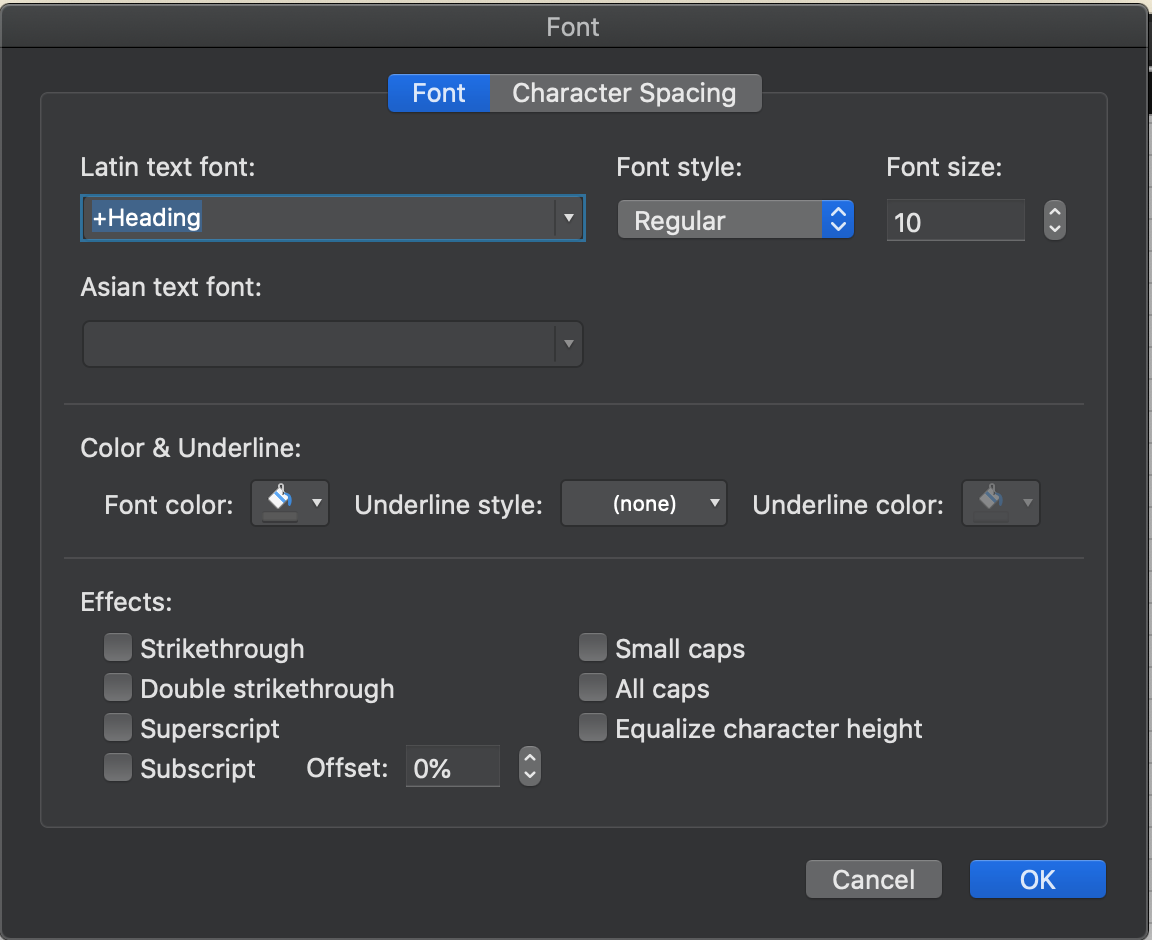 Font
Font Character Spacing
Latin text font: Font style: Font size:
+Heading Regular 10
Asian text font:
Color & Underline:
Font color: Underline style: (none) Underline color:
Effects:
Strikethrough Small caps
Double strikethrough All caps
Superscript Equalize character height
Subscript Offset: 0%
Cancel OK